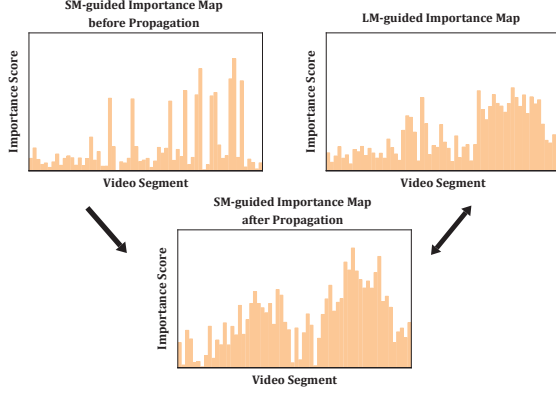 SM-guided Importance Map
before Propagation
Importance Score
Video Segment
LM-guided Importance Map
Importance Score
Video Segment
SM-guided Importance Map
after Propagation
Importance Score
Video Segment